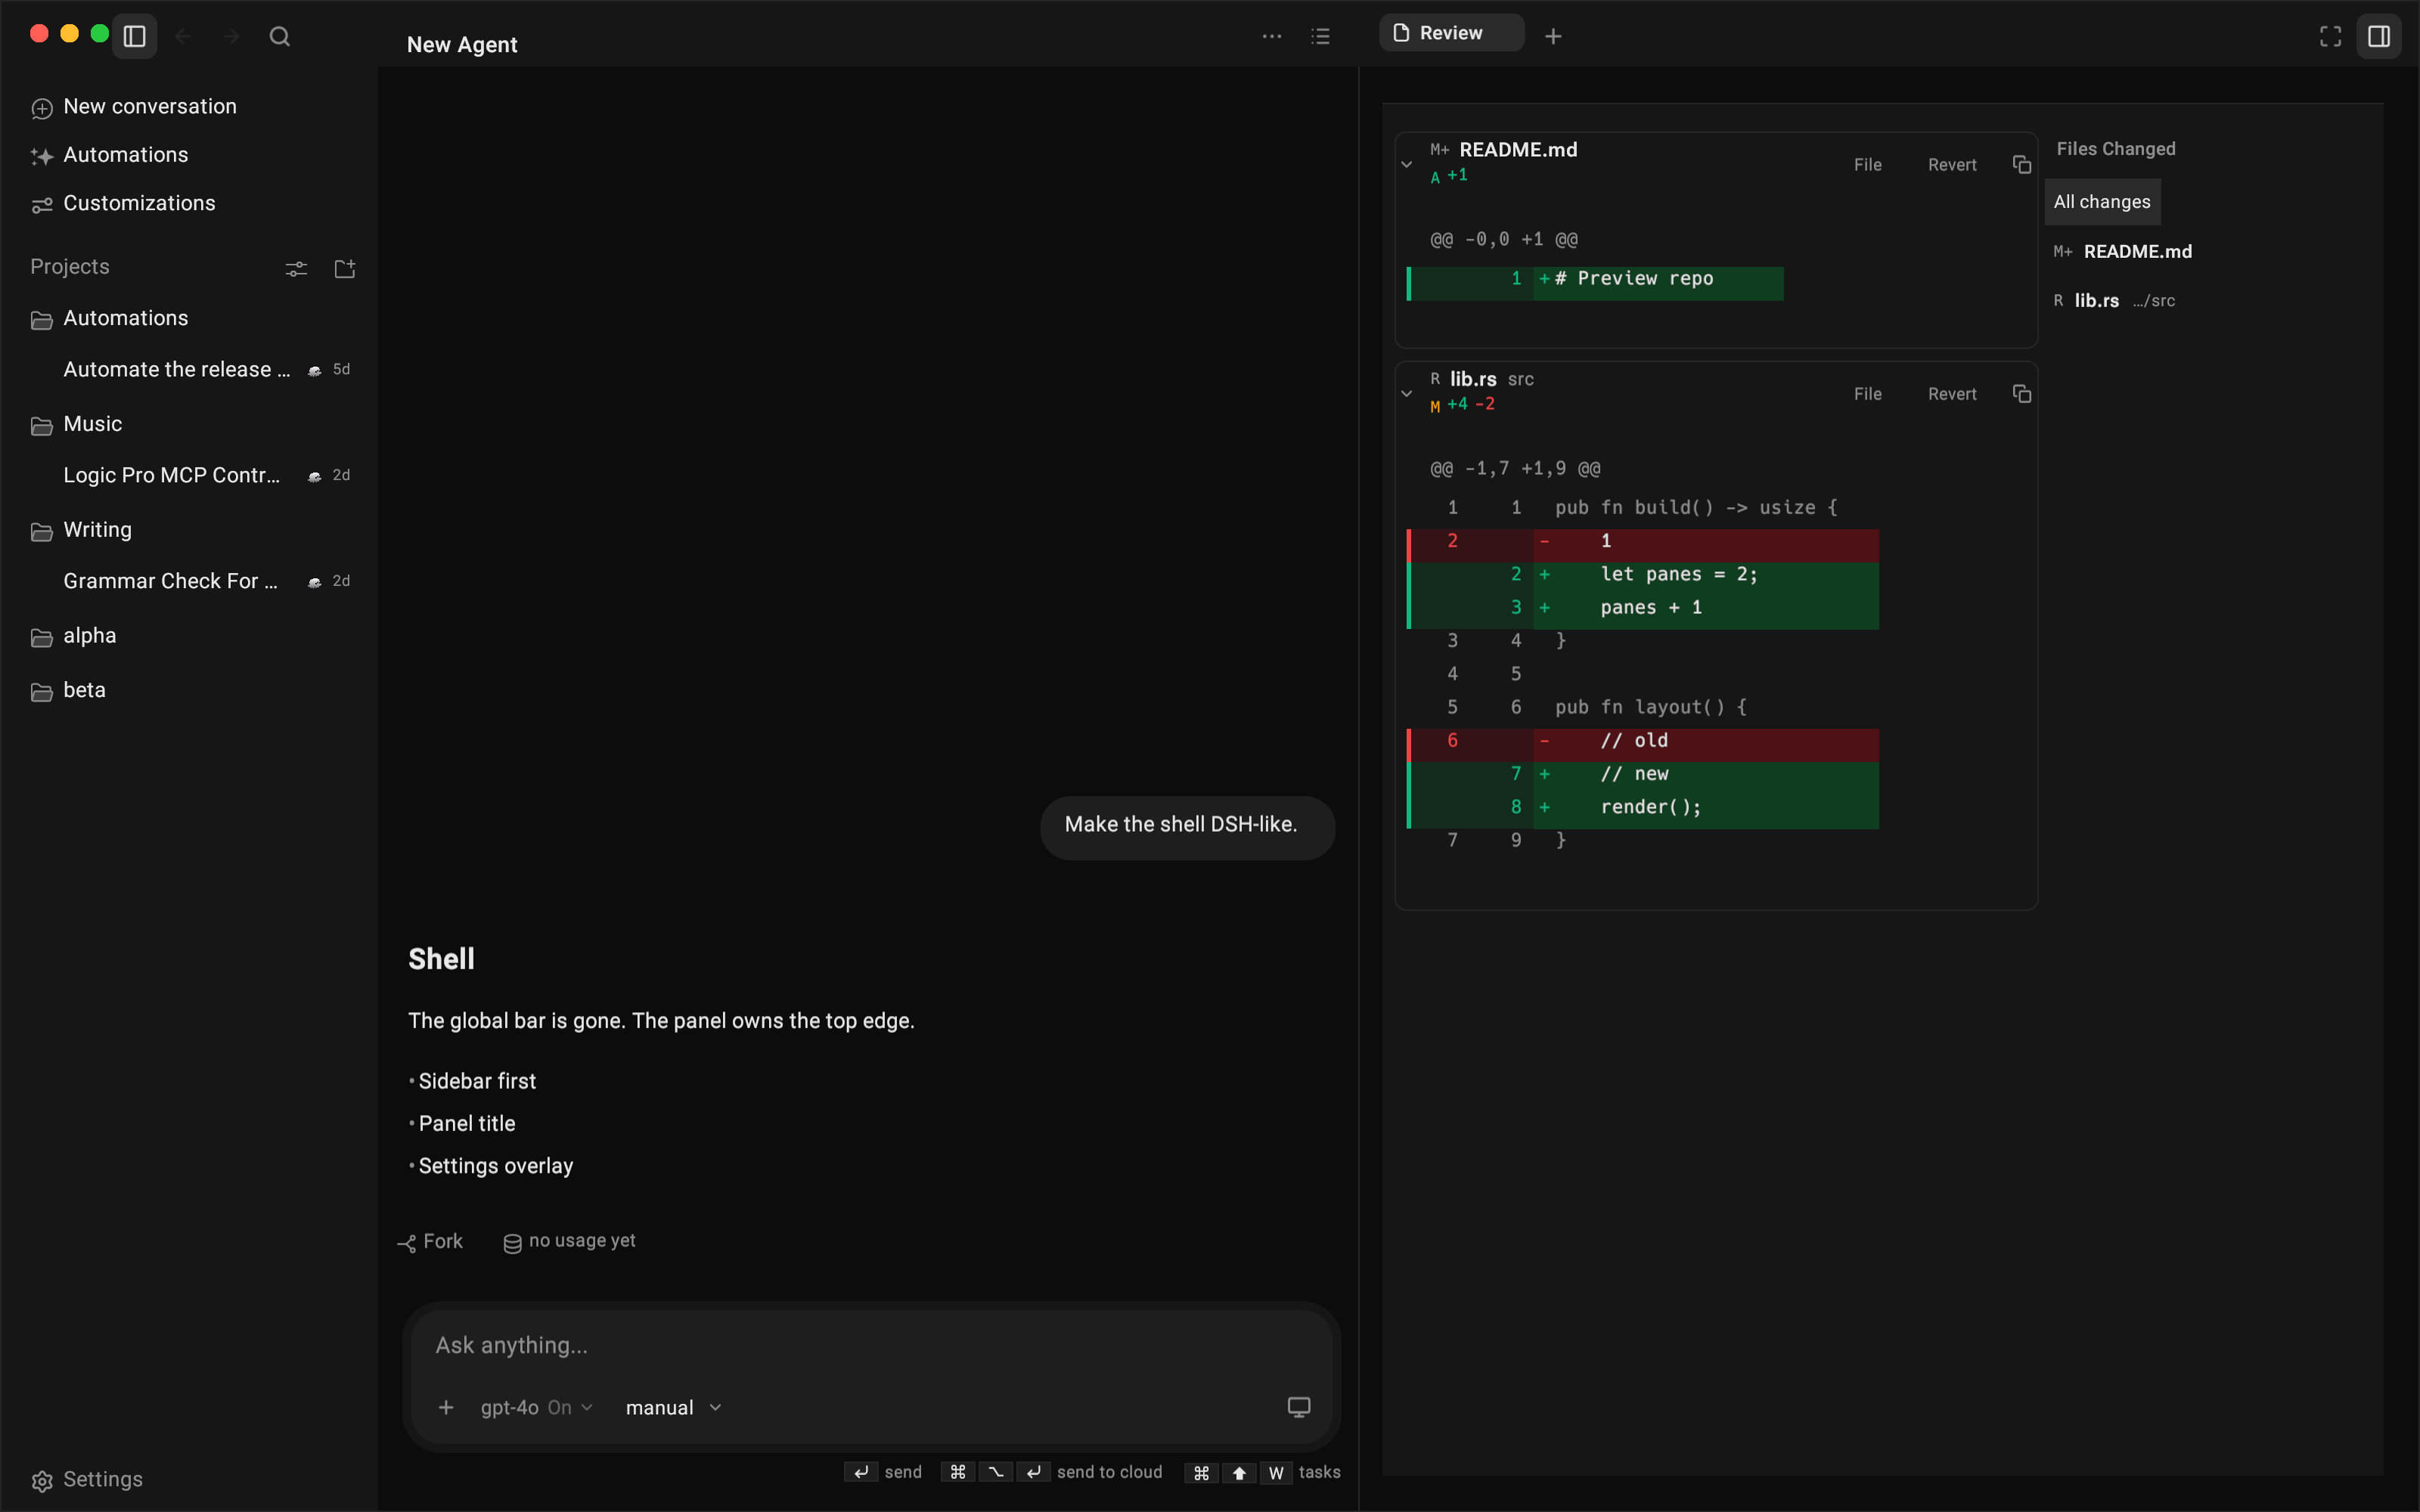 New Agent
Review
New conversation
Automations
Customizations
Projects
Automations
Automate the release ... 5d
Music
Logic Pro MCP Contr... 2d
Writing
Grammar Check For ... 2d
alpha
beta
Settings
Make the shell DSH-like.
Shell
The global bar is gone. The panel owns the top edge.
• Sidebar first
• Panel title
• Settings overlay
Fork no usage yet
Ask anything...
+ gpt-4o On manual
send send to cloud W tasks
M+ README.md
A +1
File Revert
@@ -0,0 +1 @@
1 +# Preview repo
R lib.rs src
M +4 -2
File Revert
@@ -1,7 +1,9 @@
1 1 pub fn build() -> usize {
2 - 1
2 + let panes = 2;
3 + panes + 1
3 4 }
4 5
5 6 pub fn layout() {
6 - // old
7 + // new
8 + render();
7 9 }
Files Changed
All changes
M+ README.md
R lib.rs .../src